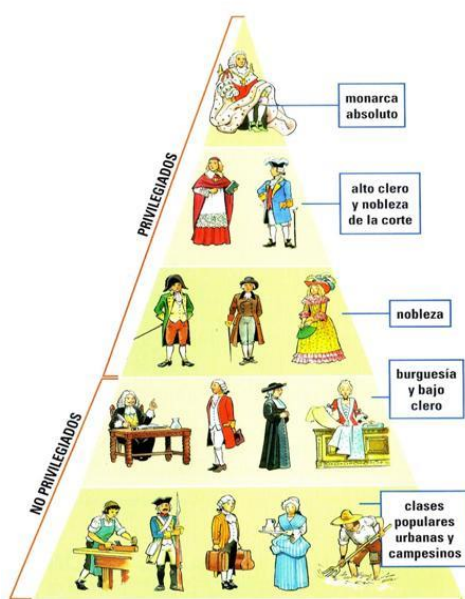 monarca
absoluto
PRIVILEGIADOS
alto clero
y nobleza
de la corte
nobleza
burguesía
y bajo
clero
NO PRIVILEGIADOS
clases
populares
urbanas y
campesinos